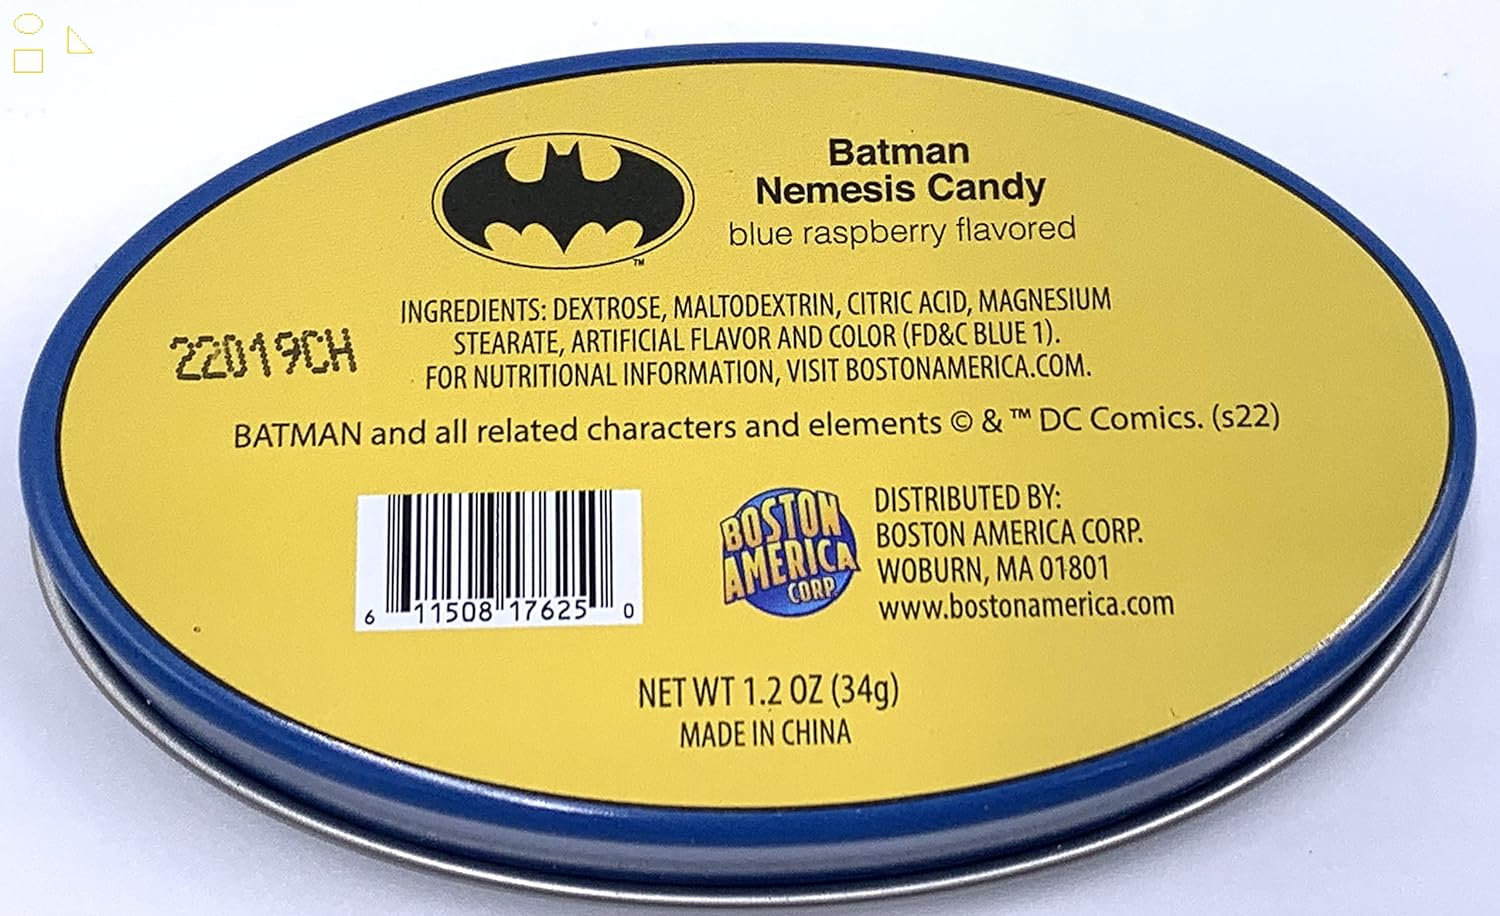 Batman
Nemesis Candy
blue raspberry flavored
™
INGREDIENTS: DEXTROSE, MALTODEXTRIN, CITRIC ACID, MAGNESIUM
STEARATE, ARTIFICIAL FLAVOR AND COLOR (FD&C BLUE 1).
FOR NUTRITIONAL INFORMATION, VISIT BOSTONAMERICA.COM.
22019CH
BATMAN and all related characters and elements © & ™ DC Comics. (s22)
6 11508 17625 0
BOSTON
AMERICA
CORP.
DISTRIBUTED BY:
BOSTON AMERICA CORP.
WOBURN, MA 01801
www.bostonamerica.com
NET WT 1.2 OZ (34g)
MADE IN CHINA